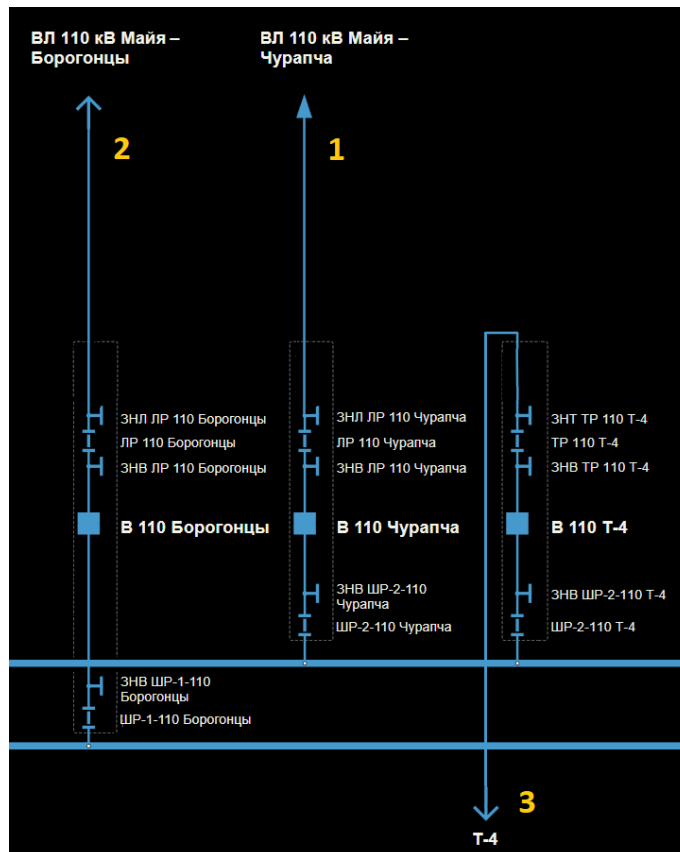 ВЛ 110 кВ Майя –
Борогонцы
ВЛ 110 кВ Майя –
Чурапча
2
1
ЗНЛ ЛР 110 Борогонцы
ЛР 110 Борогонцы
ЗНВ ЛР 110 Борогонцы
В 110 Борогонцы
ЗНЛ ЛР 110 Чурапча
ЛР 110 Чурапча
ЗНВ ЛР 110 Чурапча
В 110 Чурапча
ЗНВ ШР-2-110
Чурапча
ШР-2-110 Чурапча
ЗНТ ТР 110 Т-4
ТР 110 Т-4
ЗНВ ТР 110 Т-4
В 110 Т-4
ЗНВ ШР-2-110 Т-4
ШР-2-110 Т-4
ЗНВ ШР-1-110
Борогонцы
ШР-1-110 Борогонцы
3
Т-4